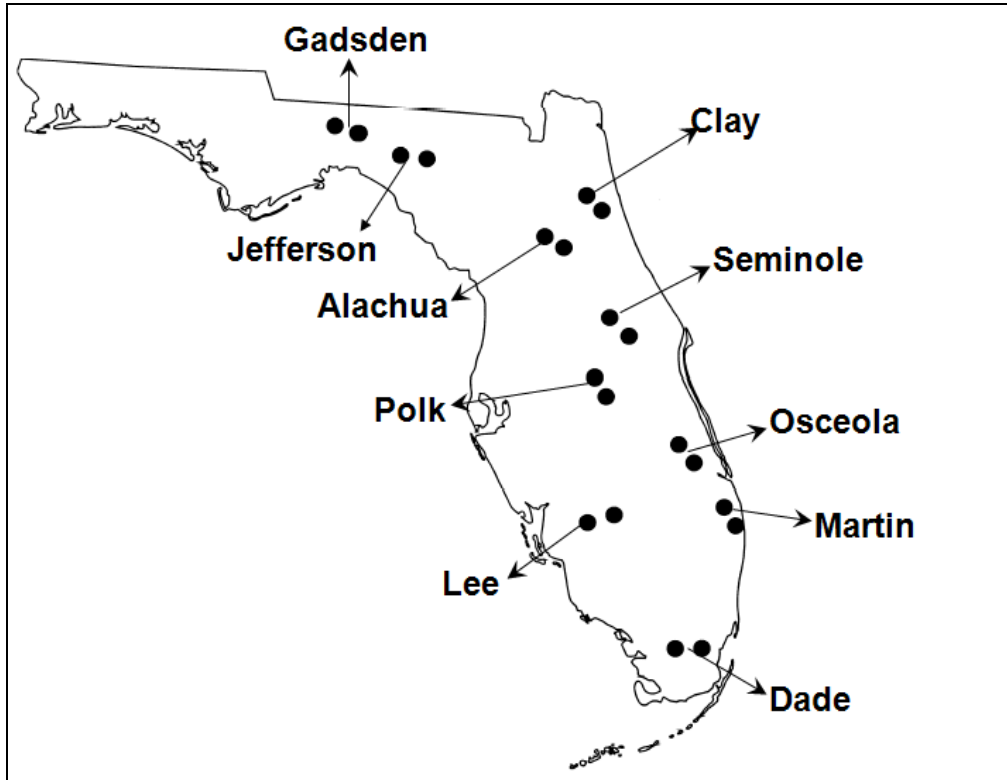 Gadsden
Clay
Jefferson
Seminole
Alachua
Polk
Osceola
Martin
Lee
Dade